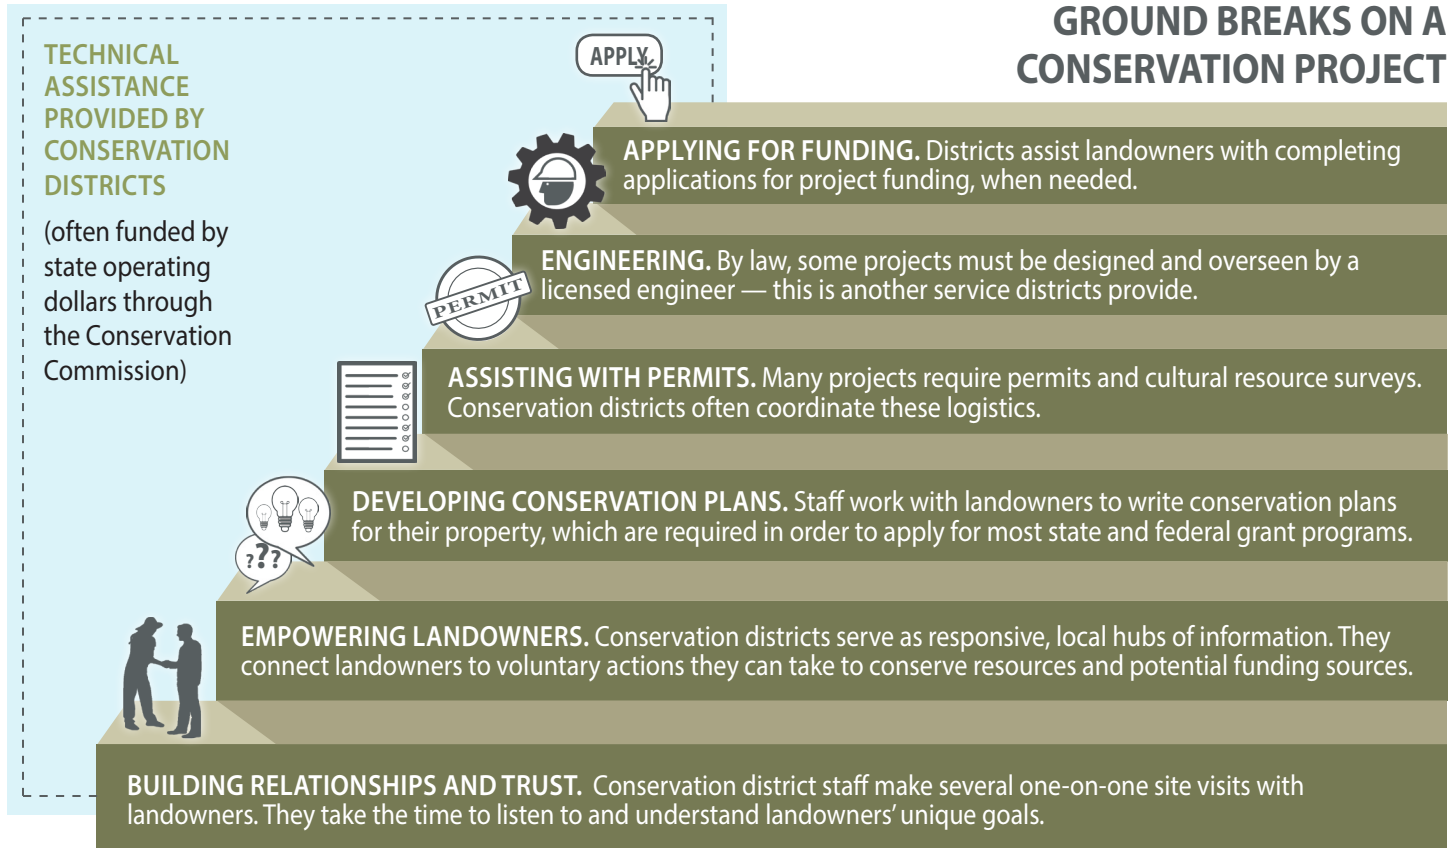 GROUND BREAKS ON A
CONSERVATION PROJECT
TECHNICAL
ASSISTANCE
PROVIDED BY
CONSERVATION
DISTRICTS
(often funded by
state operating
dollars through
the Conservation
Commission)
APPLY
APPLYING FOR FUNDING. Districts assist landowners with completing
applications for project funding, when needed.
ENGINEERING. By law, some projects must be designed and overseen by a
licensed engineer — this is another service districts provide.
PERMIT
ASSISTING WITH PERMITS. Many projects require permits and cultural resource surveys.
Conservation districts often coordinate these logistics.
DEVELOPING CONSERVATION PLANS. Staff work with landowners to write conservation plans
for their property, which are required in order to apply for most state and federal grant programs.
???
EMPOWERING LANDOWNERS. Conservation districts serve as responsive, local hubs of information. They
connect landowners to voluntary actions they can take to conserve resources and potential funding sources.
BUILDING RELATIONSHIPS AND TRUST. Conservation district staff make several one-on-one site visits with
landowners. They take the time to listen to and understand landowners' unique goals.